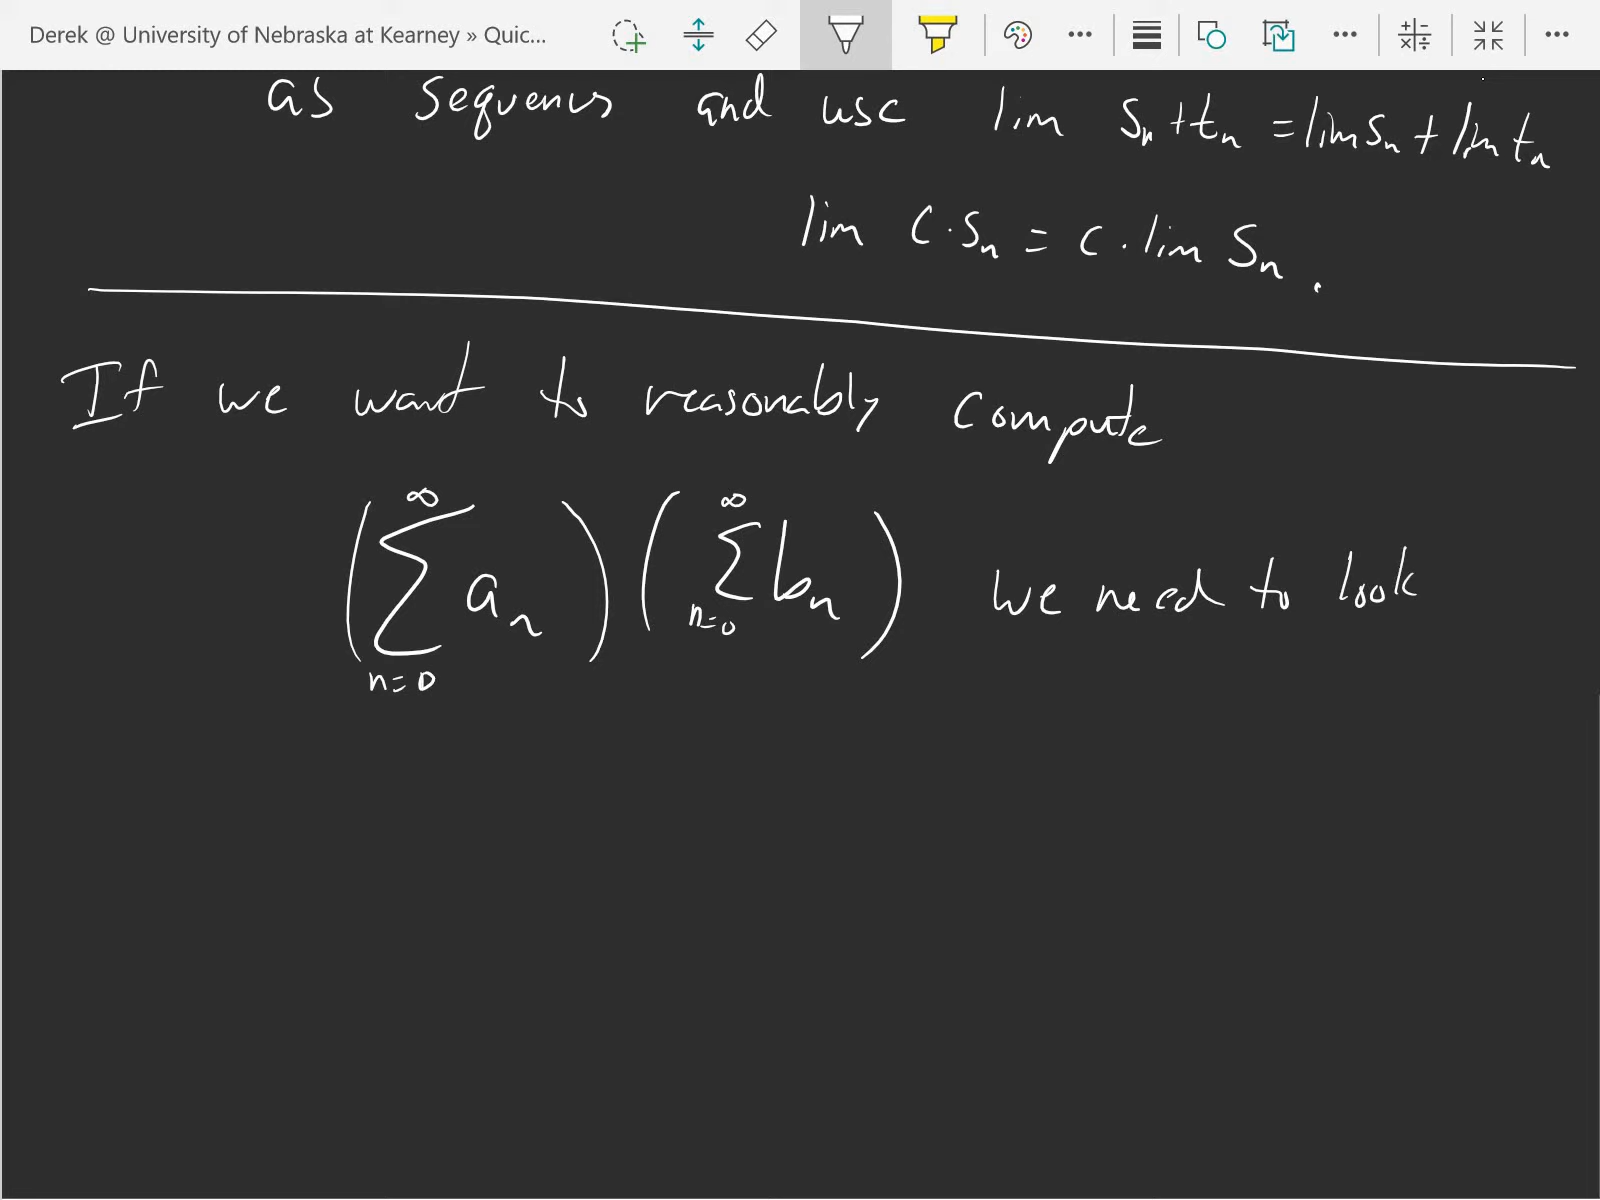 Derek @ University of Nebraska at Kearney » Quic...
as sequences and use lim Sₙ + tₙ = lim Sₙ + lim tₙ
lim C · Sₙ = C · lim Sₙ .
If we want to reasonably compute
(∑_{n=0}^{∞} aₙ) (∑_{n=0}^{∞} bₙ) we need to look